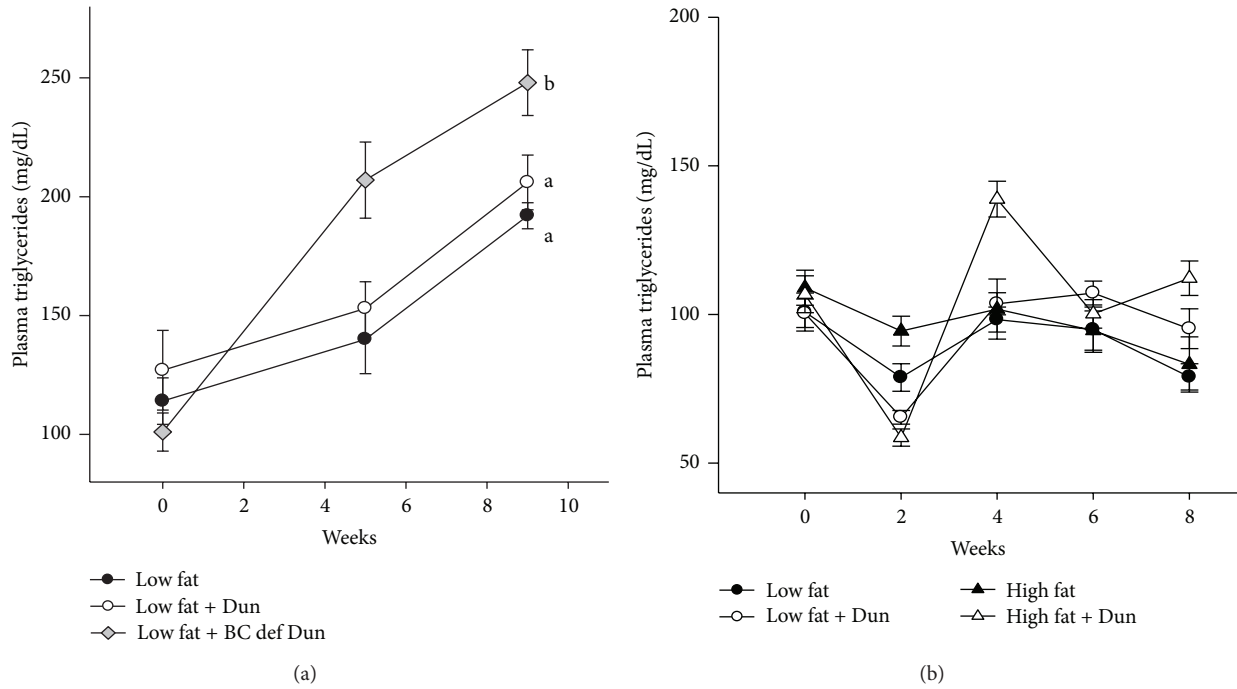 Plasma triglycerides (mg/dL)
250
200
150
100
b
a
a
0 2 4 6 8 10
Weeks
Low fat
Low fat + Dun
Low fat + BC def Dun
(a)
Plasma triglycerides (mg/dL)
200
150
100
50
0 2 4 6 8
Weeks
Low fat High fat
Low fat + Dun High fat + Dun
(b)